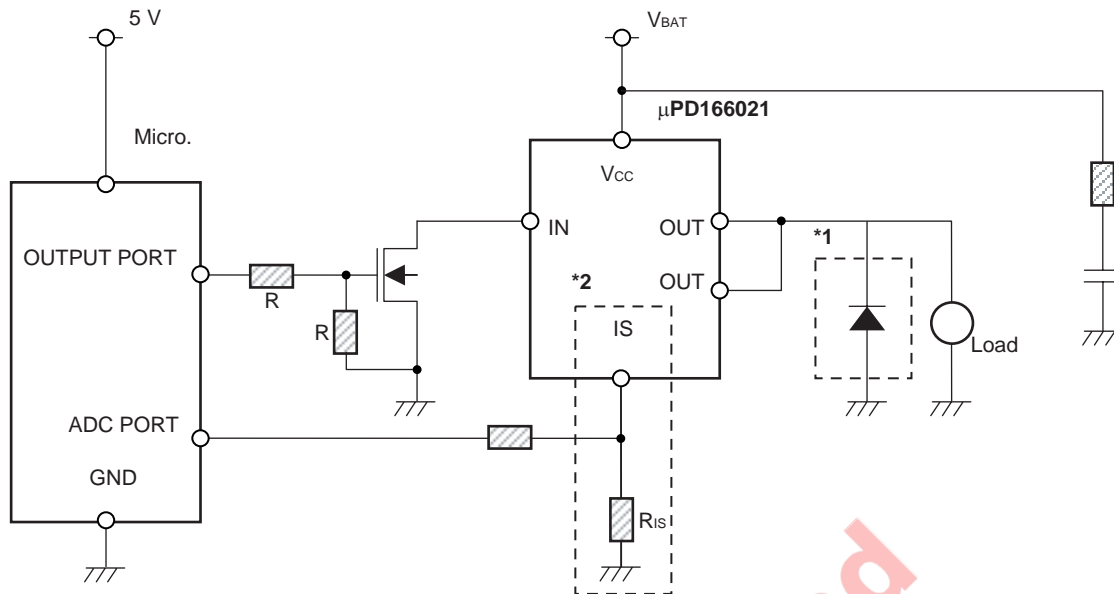 5 V
VBAT
Micro.
μPD166021
VCC
IN
OUT
OUTPUT PORT
*1
*2
OUT
R
IS
R
Load
ADC PORT
GND
RIS